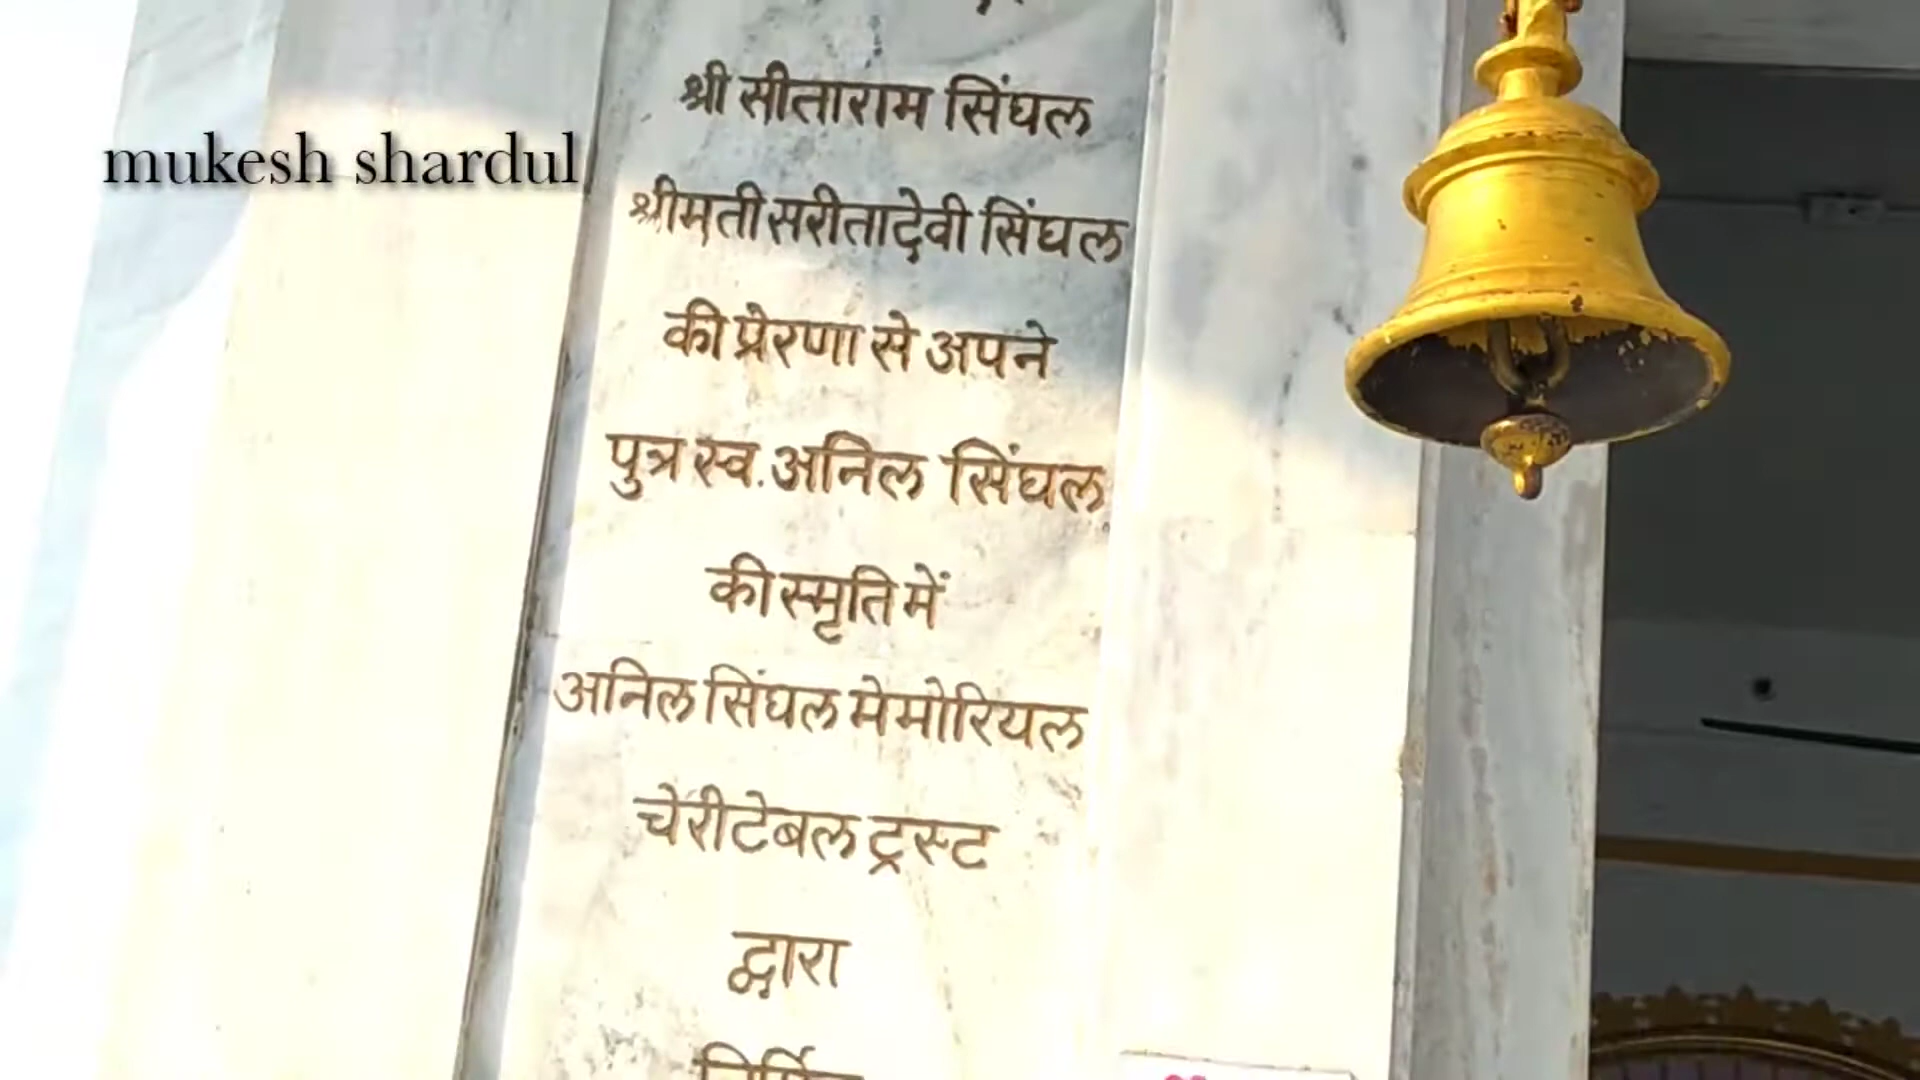 श्री सीताराम सिंघल
mukesh shardul
श्रीमती सरीतादेवी सिंघल
की प्रेरणा से अपने
पुत्र स्व. अनिल सिंघल
की स्मृति में
अनिल सिंघल मेमोरियल
चेरीटेबल ट्रस्ट
द्वारा